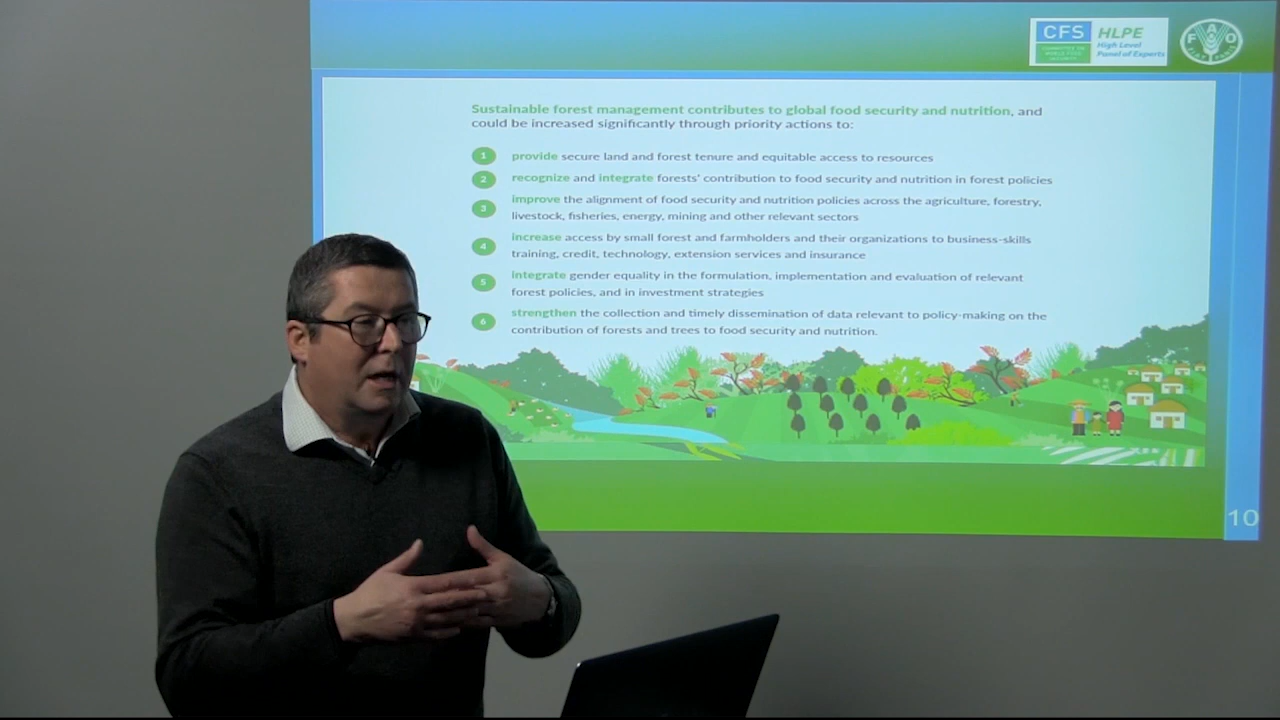 CFS
COMMITTEE ON
WORLD FOOD
SECURITY
HLPE
High Level
Panel of Experts
FAO
Sustainable forest management contributes to global food security and nutrition, and
could be increased significantly through priority actions to:
1 provide secure land and forest tenure and equitable access to resources
2 recognize and integrate forests' contribution to food security and nutrition in forest policies
3 improve the alignment of food security and nutrition policies across the agriculture, forestry,
livestock, fisheries, energy, mining and other relevant sectors
4 increase access by small forest and farmholders and their organizations to business-skills
training, credit, technology, extension services and insurance
5 integrate gender equality in the formulation, implementation and evaluation of relevant
forest policies, and in investment strategies
6 strengthen the collection and timely dissemination of data relevant to policy-making on the
contribution of forests and trees to food security and nutrition.
10